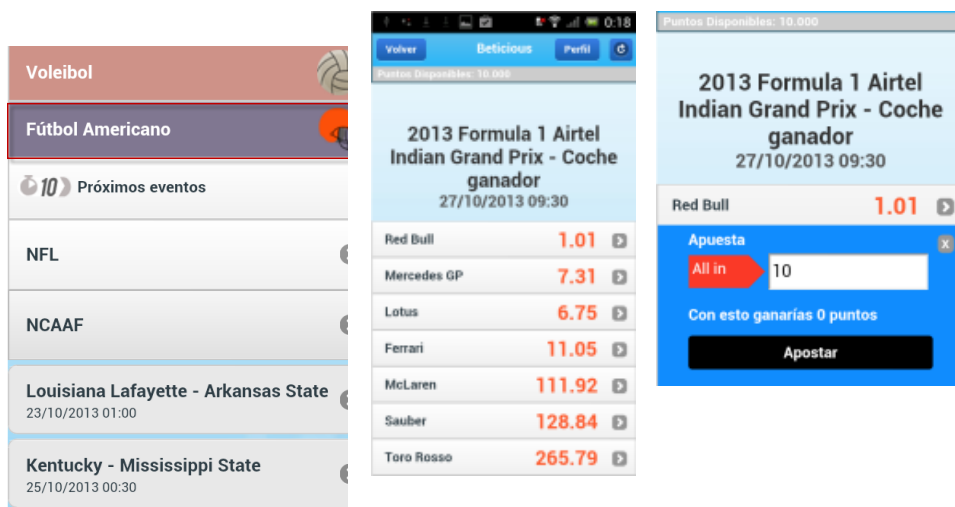 Voleibol
Fútbol Americano
10 Próximos eventos
NFL
NCAAF
Louisiana Lafayette - Arkansas State
23/10/2013 01:00
Kentucky - Mississippi State
25/10/2013 00:30
0:18
Volver Beticious Perfil
Puntos Disponibles: 10.000
2013 Formula 1 Airtel
Indian Grand Prix - Coche
ganador
27/10/2013 09:30
Red Bull 1.01
Mercedes GP 7.31
Lotus 6.75
Ferrari 11.05
McLaren 111.92
Sauber 128.84
Toro Rosso 265.79
Puntos Disponibles: 10.000
2013 Formula 1 Airtel
Indian Grand Prix - Coche
ganador
27/10/2013 09:30
Red Bull 1.01
Apuesta x
All in 10
Con esto ganarías 0 puntos
Apostar